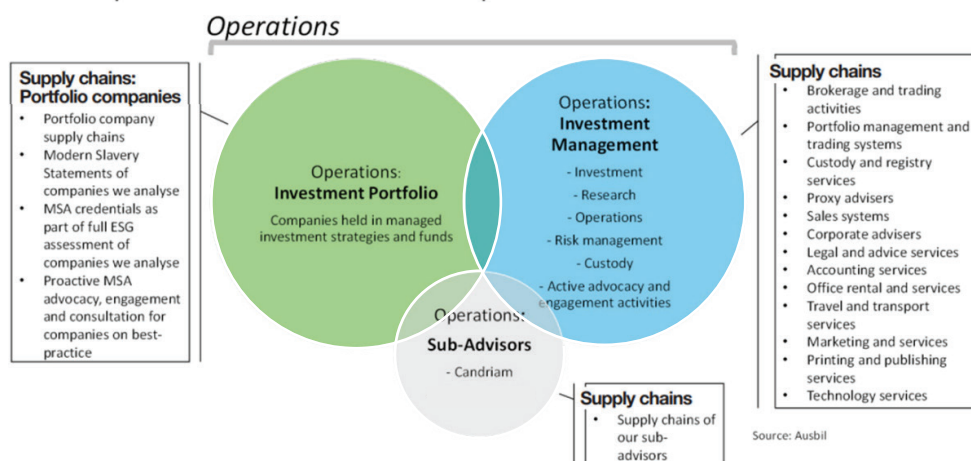 Operations
Supply chains:
Portfolio companies
• Portfolio company
supply chains
• Modern Slavery
Statements of
companies we analyse
• MSA credentials as
part of full ESG
assessment of
companies we analyse
• Proactive MSA
advocacy, engagement
and consultation for
companies on best-
practice
Operations:
Investment Portfolio
Companies held in managed
investment strategies and funds
Operations:
Investment
Management
- Investment
- Research
- Operations
- Risk management
- Custody
- Active advocacy and
engagement activities
Operations:
Sub-Advisors
- Candriam
Supply chains
• Brokerage and trading
activities
• Portfolio management and
trading systems
• Custody and registry
services
• Proxy advisers
• Sales systems
• Corporate advisers
• Legal and advice services
• Accounting services
• Office rental and services
• Travel and transport
services
• Marketing and services
• Printing and publishing
services
• Technology services
Supply chains
• Supply chains of
our sub-
advisors
Source: Ausbil